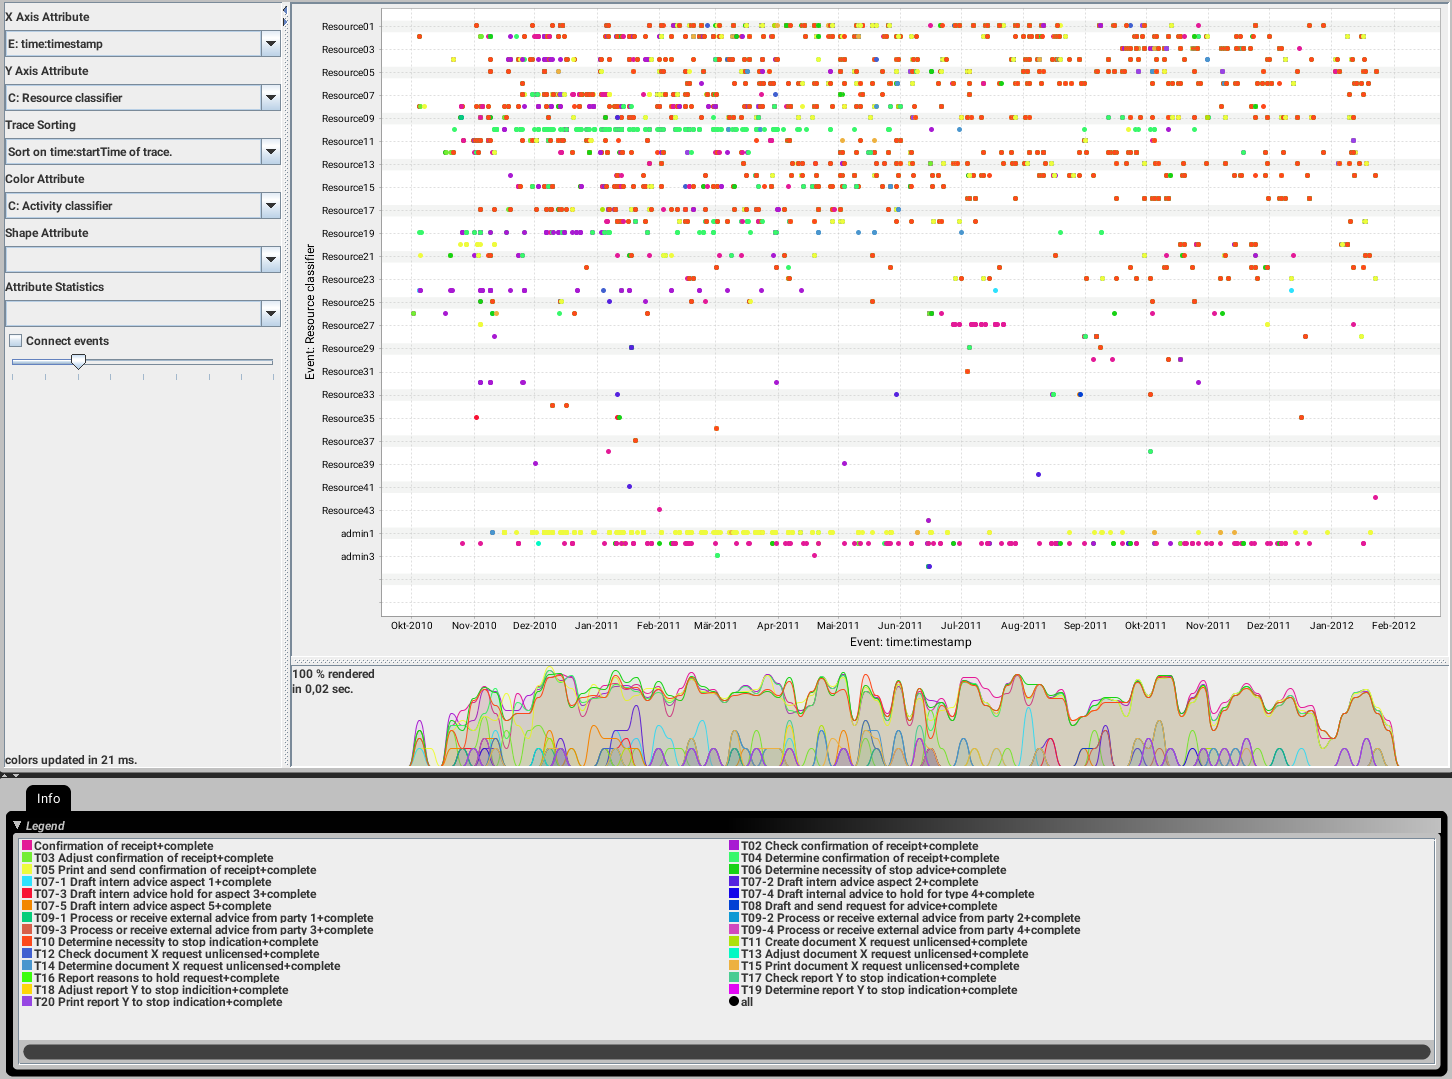 X Axis Attribute
E: time:timestamp
Y Axis Attribute
C: Resource classifier
Trace Sorting
Sort on time:startTime of trace.
Color Attribute
C: Activity classifier
Shape Attribute
Attribute Statistics
Connect events
colors updated in 21 ms.
Event: Resource classifier
Resource01
Resource03
Resource05
Resource07
Resource09
Resource11
Resource13
Resource15
Resource17
Resource19
Resource21
Resource23
Resource25
Resource27
Resource29
Resource31
Resource33
Resource35
Resource37
Resource39
Resource41
Resource43
admin1
admin3
Okt-2010 Nov-2010 Dez-2010 Jan-2011 Feb-2011 Mär-2011 Apr-2011 Mai-2011 Jun-2011 Jul-2011 Aug-2011 Sep-2011 Okt-2011 Nov-2011 Dez-2011 Jan-2012 Feb-2012
Event: time:timestamp
100 % rendered
in 0,02 sec.
Info
Legend
Confirmation of receipt+complete
T02 Check confirmation of receipt+complete
T03 Adjust confirmation of receipt+complete
T04 Determine confirmation of receipt+complete
T05 Print and send confirmation of receipt+complete
T06 Determine necessity of stop advice+complete
T07-1 Draft intern advice aspect 1+complete
T07-2 Draft intern advice aspect 2+complete
T07-3 Draft intern advice hold for aspect 3+complete
T07-4 Draft internal advice to hold for type 4+complete
T07-5 Draft intern advice aspect 5+complete
T08 Draft and send request for advice+complete
T09-1 Process or receive external advice from party 1+complete
T09-2 Process or receive external advice from party 2+complete
T09-3 Process or receive external advice from party 3+complete
T09-4 Process or receive external advice from party 4+complete
T10 Determine necessity to stop indication+complete
T11 Create document X request unlicensed+complete
T12 Check document X request unlicensed+complete
T13 Adjust document X request unlicensed+complete
T14 Determine document X request unlicensed+complete
T15 Print document X request unlicensed+complete
T16 Report reasons to hold request+complete
T17 Check report Y to stop indication+complete
T18 Adjust report Y to stop indicition+complete
T19 Determine report Y to stop indication+complete
T20 Print report Y to stop indication+complete
all